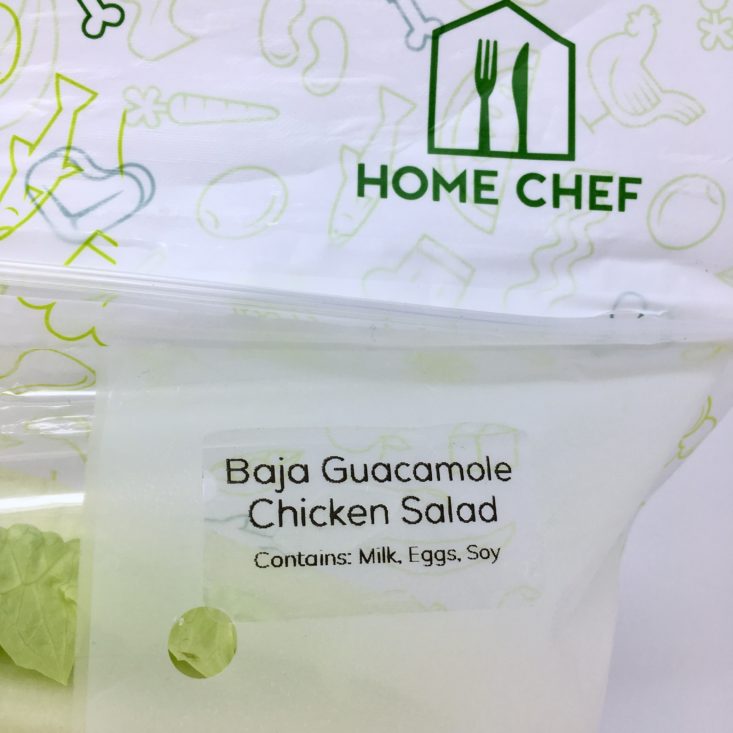 HOME CHEF
Baja Guacamole
Chicken Salad
Contains: Milk, Eggs, Soy